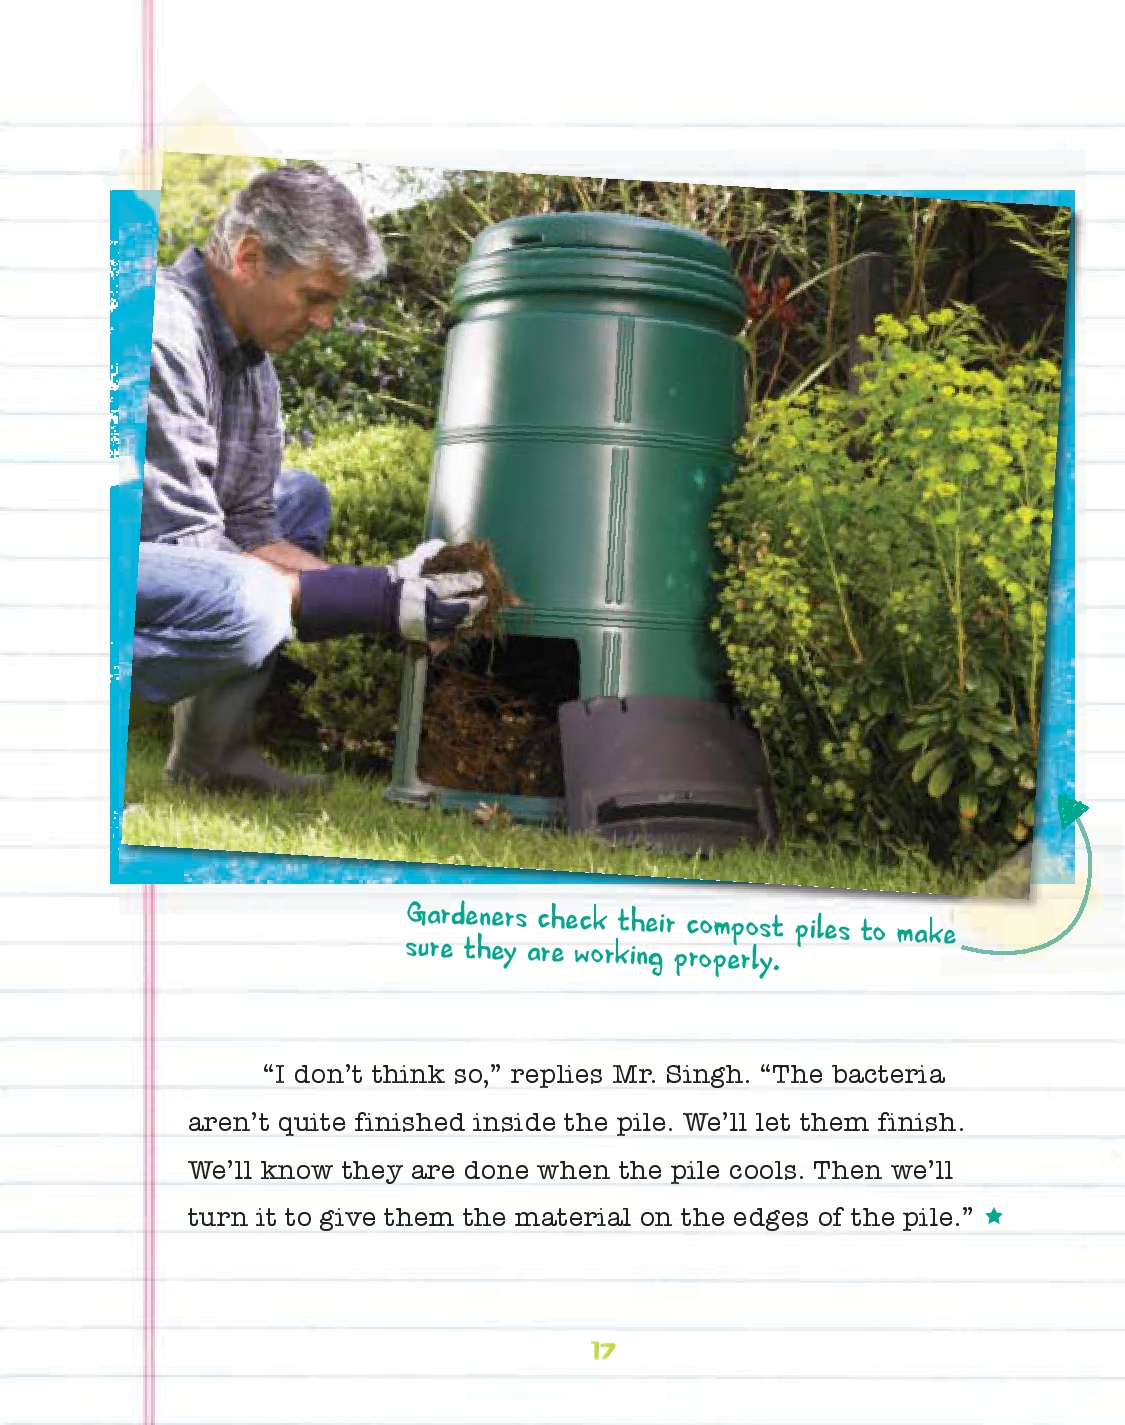 Gardeners check their compost piles to make
sure they are working properly.
“I don’t think so,” replies Mr. Singh. “The bacteria
aren’t quite finished inside the pile. We’ll let them finish.
We’ll know they are done when the pile cools. Then we’ll
turn it to give them the material on the edges of the pile.” ★
17